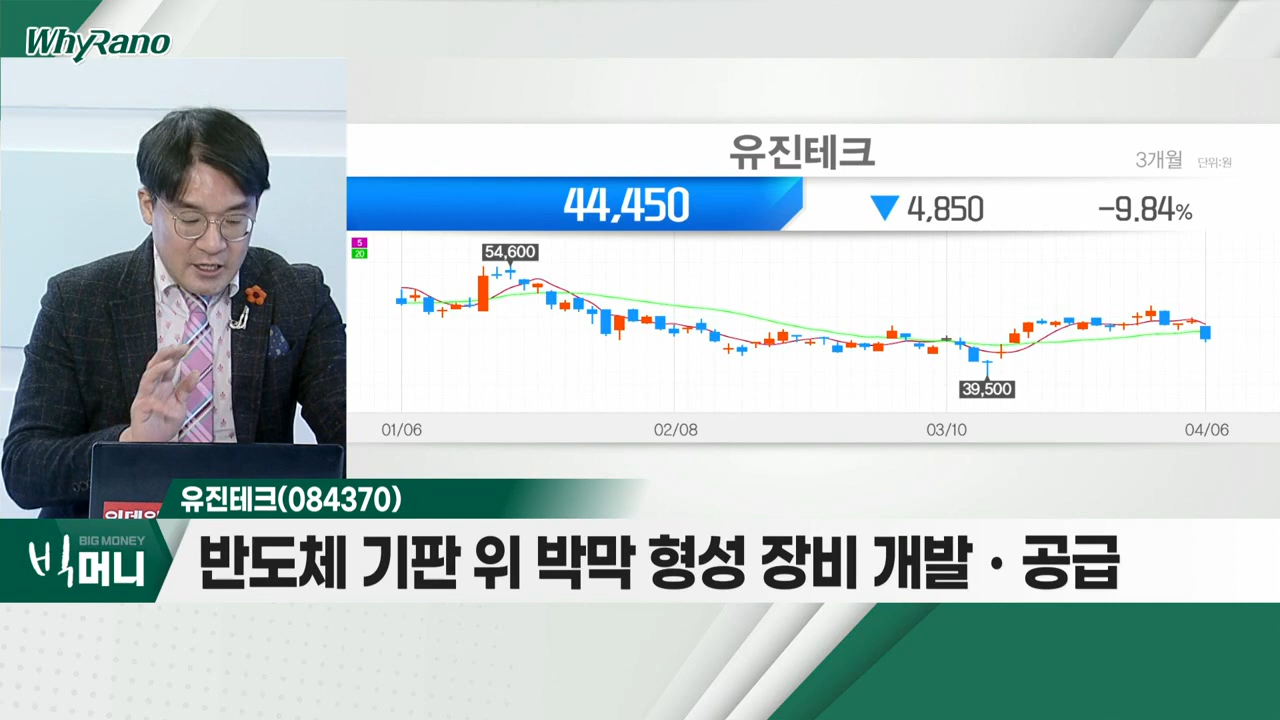 WhyRano
유진테크
3개월 단위:원
44,450 ▼ 4,850 -9.84%
5
20
54,600
39,500
01/06 02/08 03/10 04/06
유진테크(084370)
BIG MONEY
빅머니
반도체 기판 위 박막 형성 장비 개발 · 공급